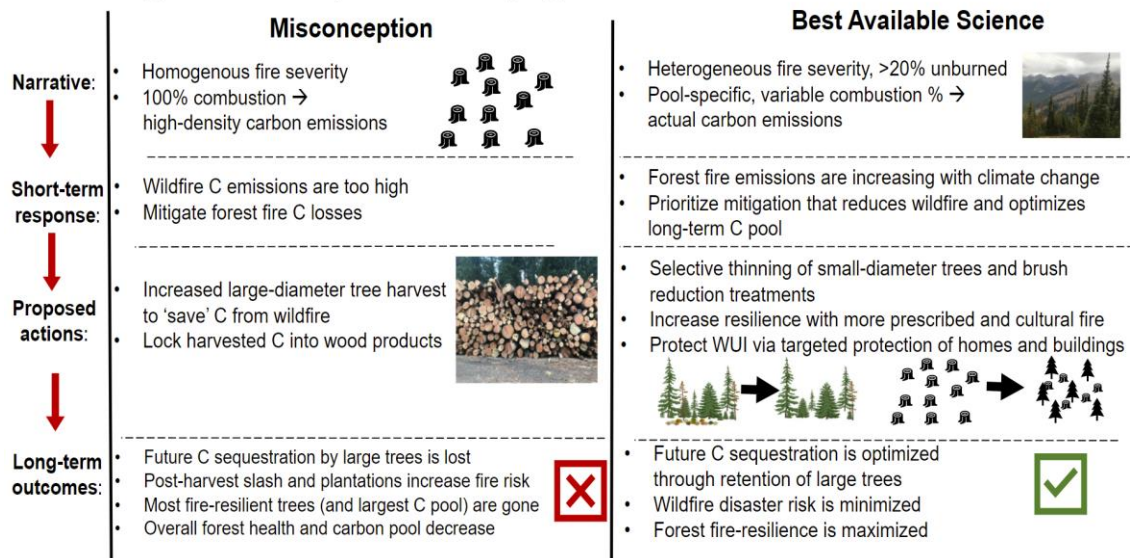 Misconception
Best Available Science
Narrative:
• Homogenous fire severity
• 100% combustion →
high-density carbon emissions
• Heterogeneous fire severity, >20% unburned
• Pool-specific, variable combustion % →
actual carbon emissions
Short-term
response:
• Wildfire C emissions are too high
• Mitigate forest fire C losses
• Forest fire emissions are increasing with climate change
• Prioritize mitigation that reduces wildfire and optimizes
long-term C pool
Proposed
actions:
• Increased large-diameter tree harvest
to ‘save’ C from wildfire
• Lock harvested C into wood products
• Selective thinning of small-diameter trees and brush
reduction treatments
• Increase resilience with more prescribed and cultural fire
• Protect WUI via targeted protection of homes and buildings
Long-term
outcomes:
• Future C sequestration by large trees is lost
• Post-harvest slash and plantations increase fire risk
• Most fire-resilient trees (and largest C pool) are gone
• Overall forest health and carbon pool decrease
• Future C sequestration is optimized
through retention of large trees
• Wildfire disaster risk is minimized
• Forest fire-resilience is maximized